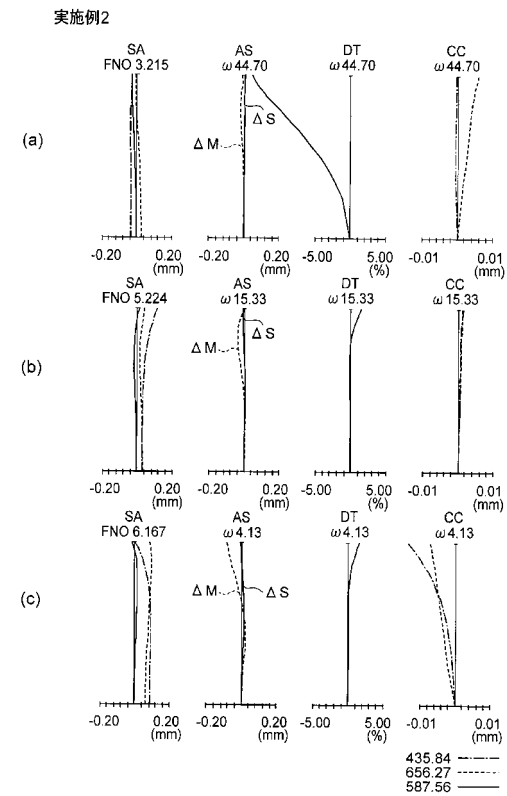 実施例2
SA AS DT CC
FNO 3.215 ω44.70 ω44.70 ω44.70
(a)
ΔS
ΔM
-0.20 0.20 0.20 -5.00 5.00 -0.01 0.01
(mm) (mm) (%) (mm)
SA AS DT CC
FNO 5.224 ω15.33 ω15.33 ω15.33
ΔS
ΔM
(b)
-0.20 0.20 -0.20 0.20 -5.00 5.00 -0.01 0.01
(mm) (mm) (%) (mm)
SA AS DT CC
FNO 6.167 ω4.13 ω4.13 ω4.13
(c)
ΔM ΔS
-0.20 0.20 -0.20 0.20 -5.00 5.00 -0.01 0.01
(mm) (mm) (%) (mm)
435.84
656.27
587.56